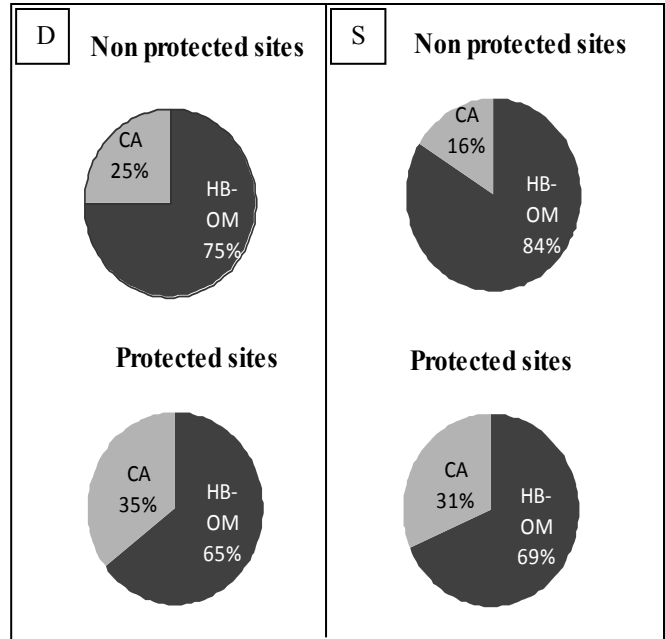 D
Non protected sites
CA
25%
HB-
OM
75%
Protected sites
CA
35%
HB-
OM
65%
S
Non protected sites
CA
16%
HB-
OM
84%
Protected sites
CA
31%
HB-
OM
69%